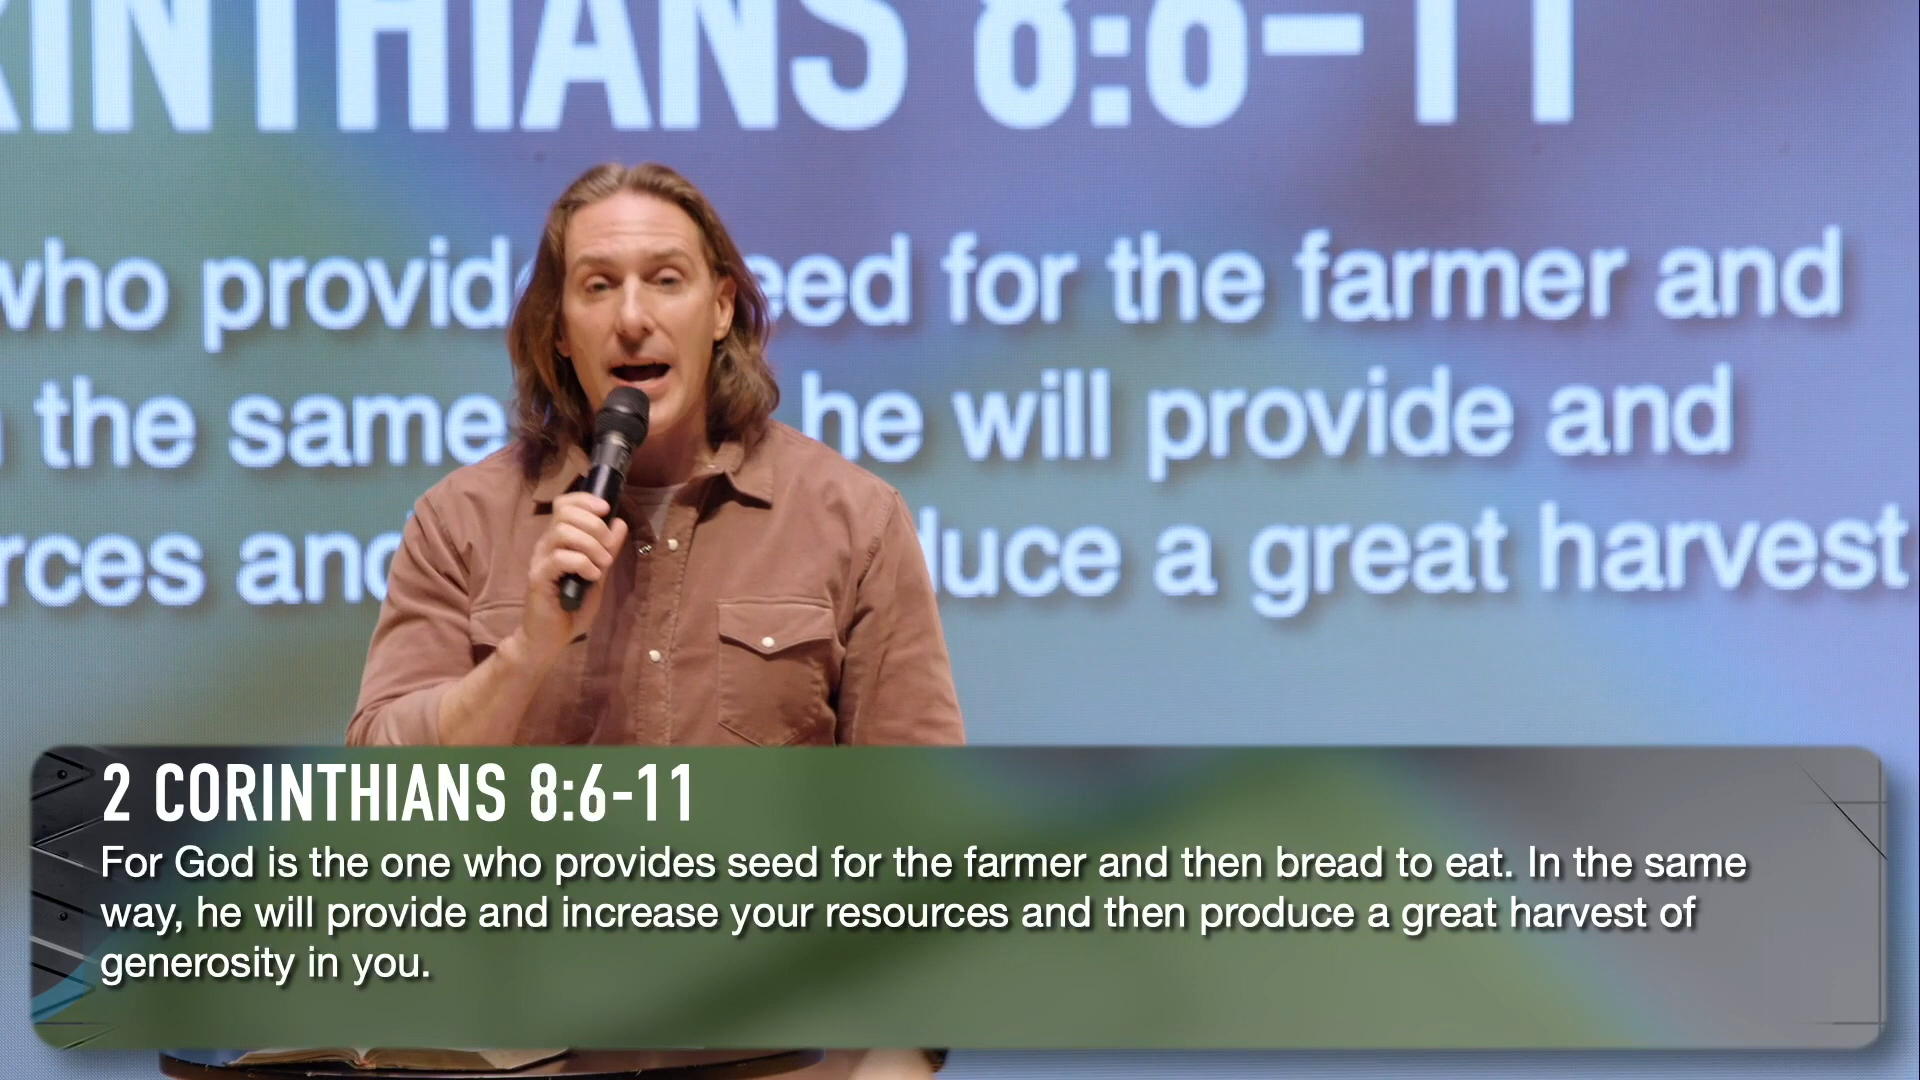 RINTHIANS 8:6-11
who provid eed for the farmer and
the same he will provide and
rces and duce a great harvest
2 CORINTHIANS 8:6-11
For God is the one who provides seed for the farmer and then bread to eat. In the same
way, he will provide and increase your resources and then produce a great harvest of
generosity in you.